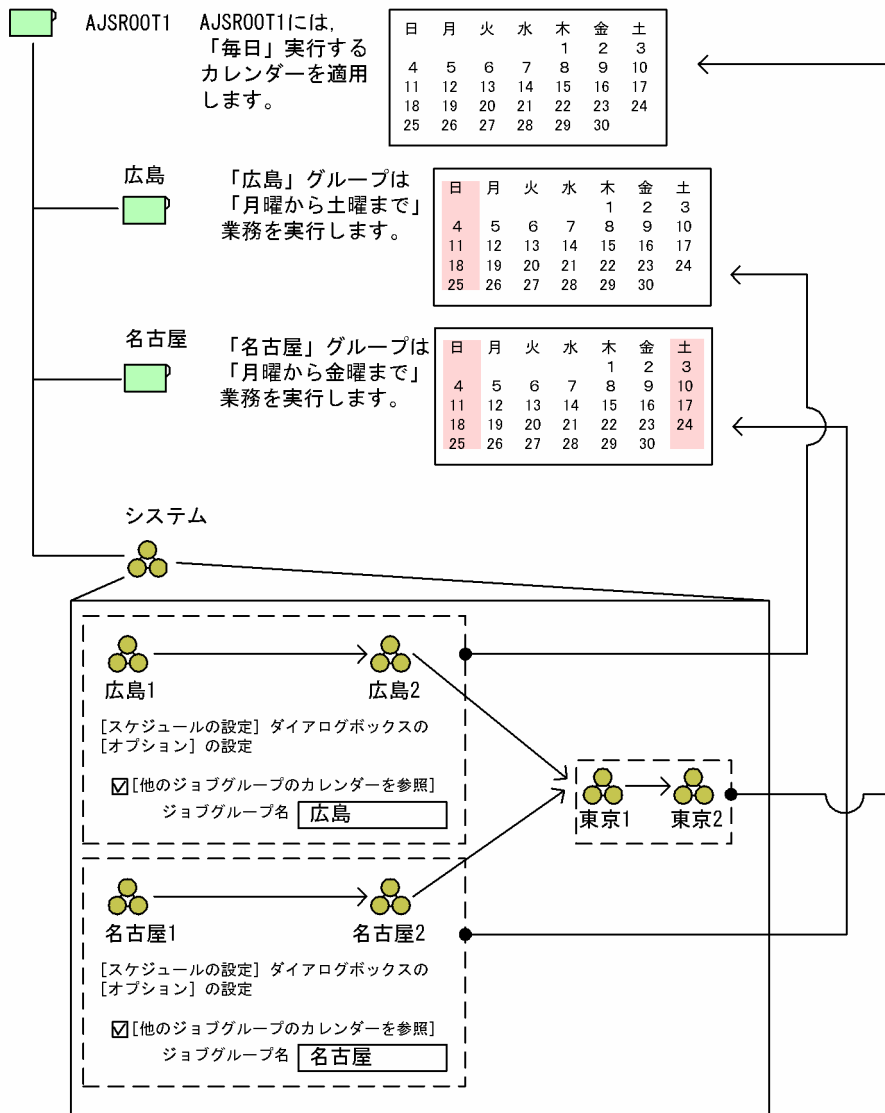 AJSROOT1
AJSROOT1には,
「毎日」実行する
カレンダーを適用
します。
日 月 火 水 木 金 土
1 2 3
4 5 6 7 8 9 10
11 12 13 14 15 16 17
18 19 20 21 22 23 24
25 26 27 28 29 30
広島
「広島」グループは
「月曜から土曜まで」
業務を実行します。
日 月 火 水 木 金 土
1 2 3
4 5 6 7 8 9 10
11 12 13 14 15 16 17
18 19 20 21 22 23 24
25 26 27 28 29 30
名古屋
「名古屋」グループは
「月曜から金曜まで」
業務を実行します。
日 月 火 水 木 金 土
1 2 3
4 5 6 7 8 9 10
11 12 13 14 15 16 17
18 19 20 21 22 23 24
25 26 27 28 29 30
システム
広島1 広島2
[スケジュールの設定] ダイアログボックスの
[オプション] の設定
[他のジョブグループのカレンダーを参照]
ジョブグループ名 広島
東京1 東京2
名古屋1 名古屋2
[スケジュールの設定] ダイアログボックスの
[オプション] の設定
[他のジョブグループのカレンダーを参照]
ジョブグループ名 名古屋